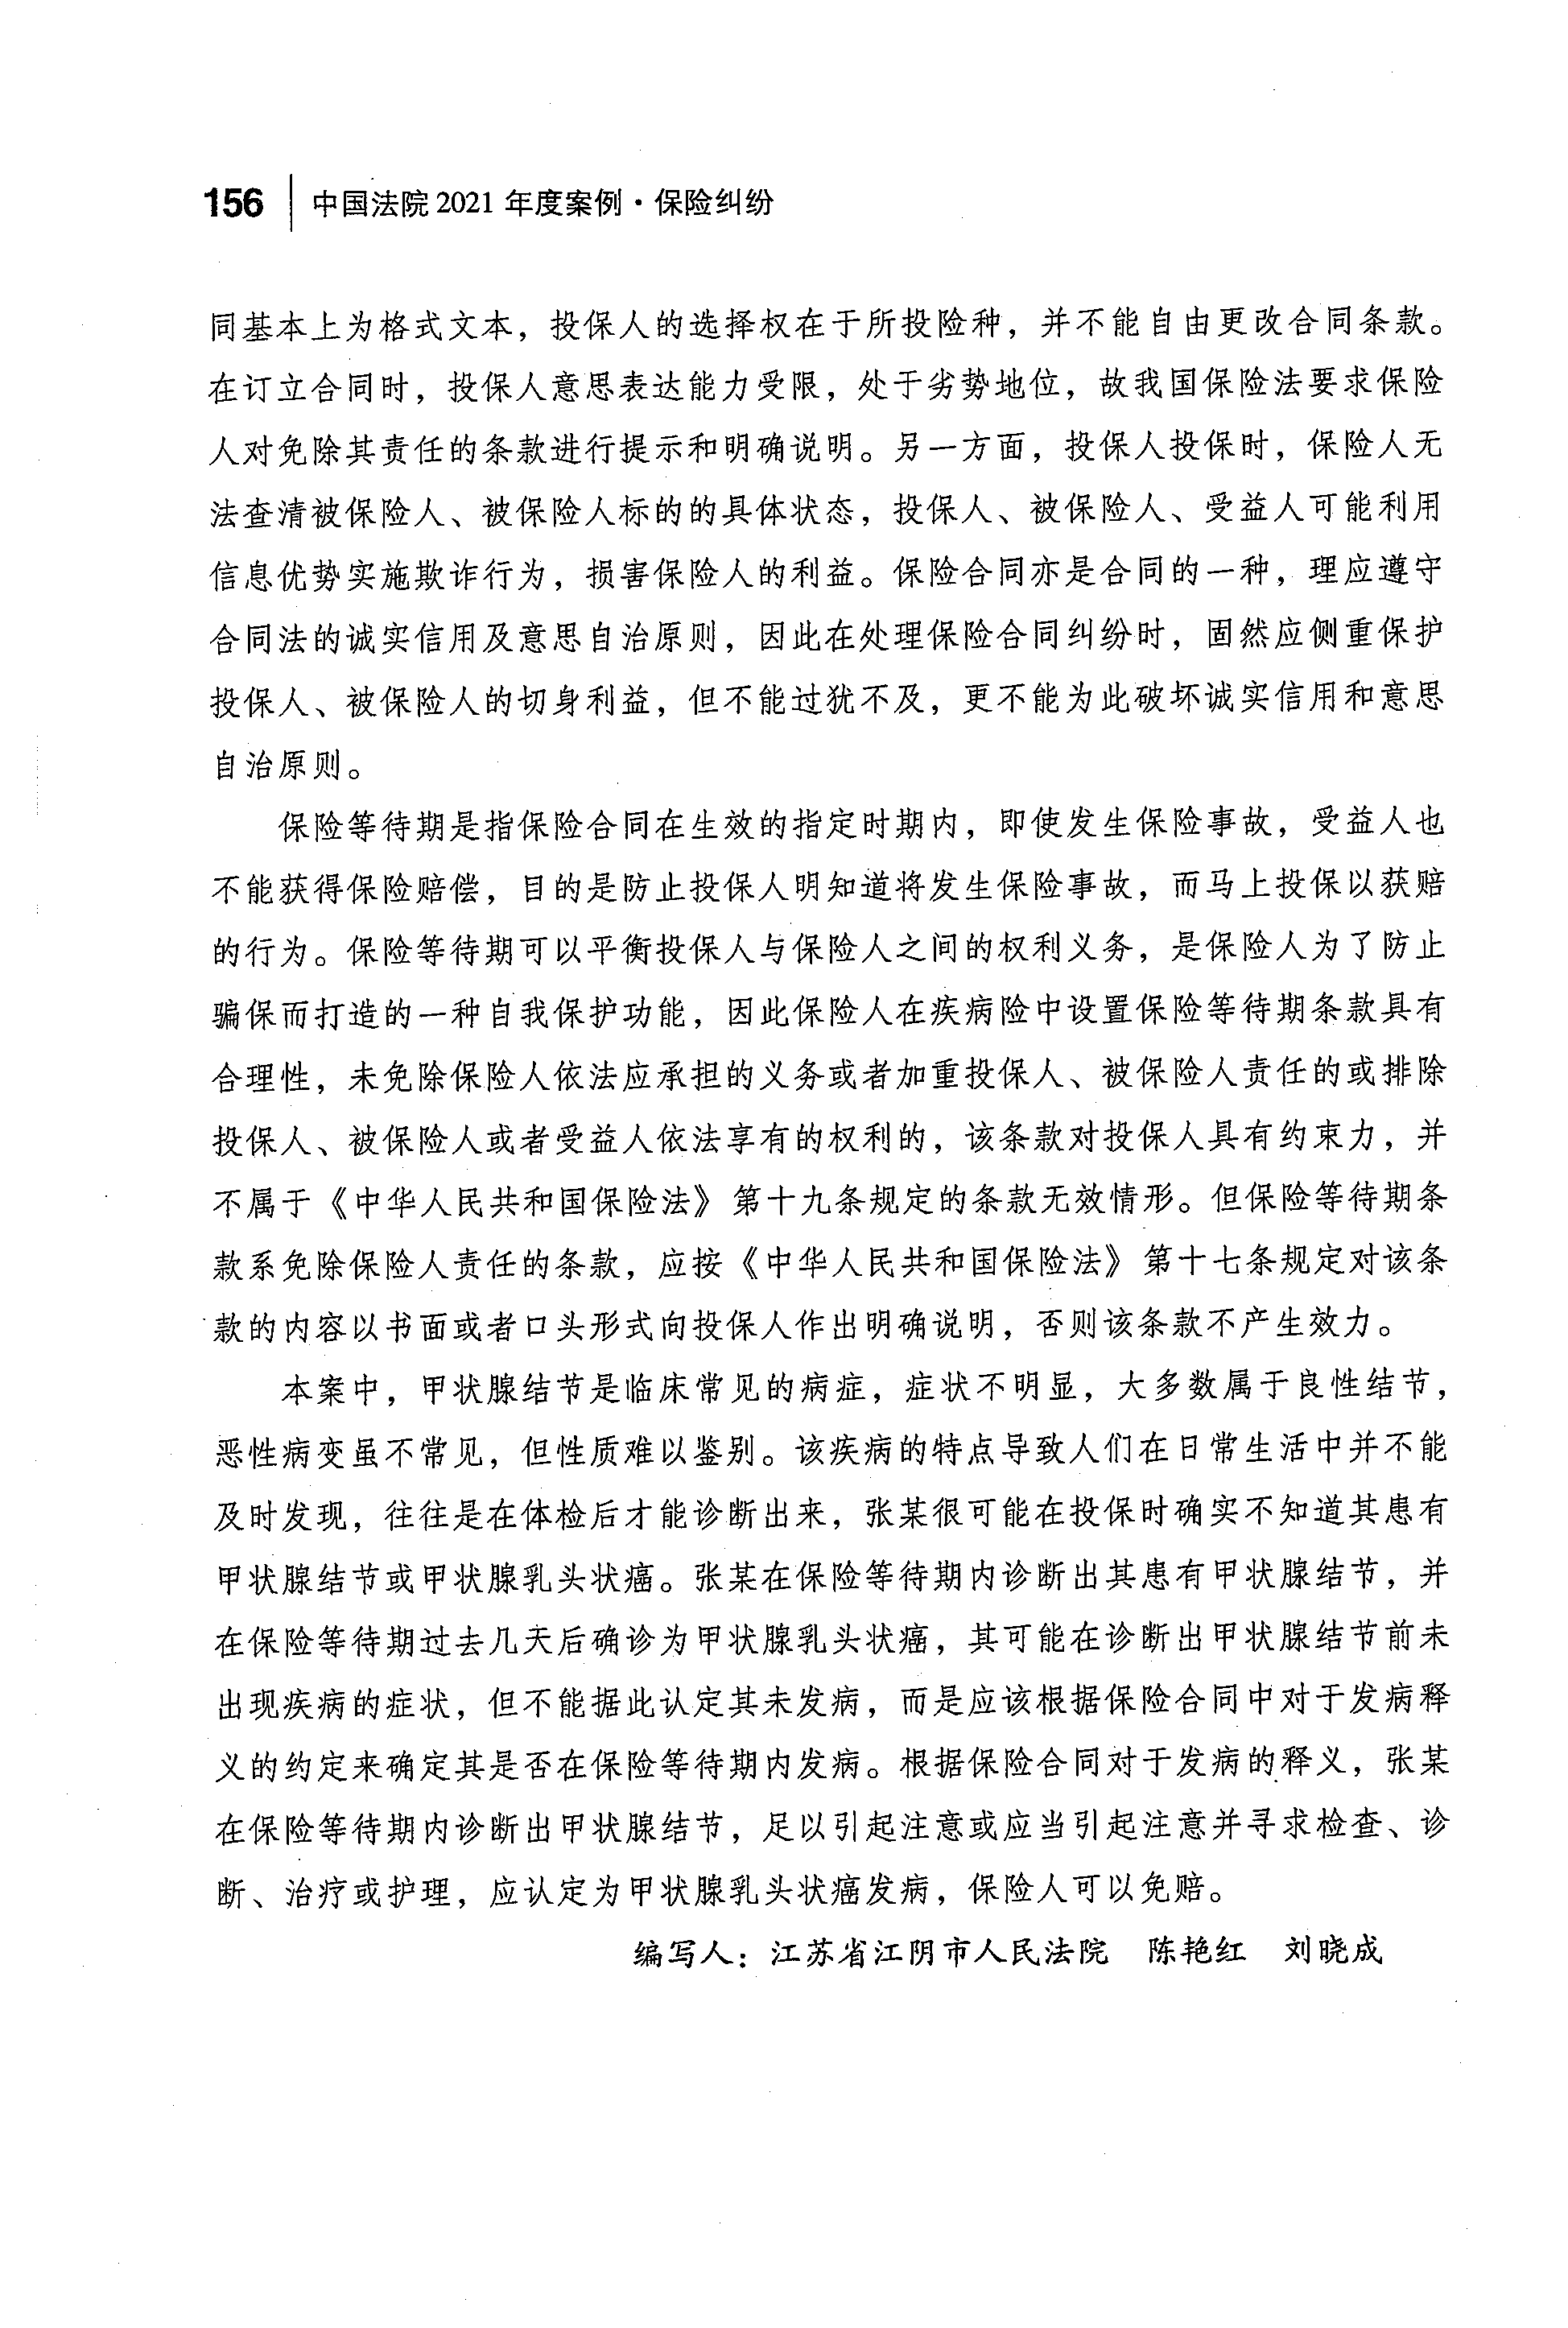 156 中国法院2021年度案例·保险纠纷
同基本上为格式文本，投保人的选择权在于所投险种，并不能自由更改合同条款。
在订立合同时，投保人意思表达能力受限，处于劣势地位，故我国保险法要求保险
人对免除其责任的条款进行提示和明确说明。另一方面，投保人投保时，保险人无
法查清被保险人、被保险人标的的具体状态，投保人、被保险人、受益人可能利用
信息优势实施欺诈行为，损害保险人的利益。保险合同亦是合同的一种，理应遵守
合同法的诚实信用及意思自治原则，因此在处理保险合同纠纷时，固然应侧重保护
投保人、被保险人的切身利益，但不能过犹不及，更不能为此破坏诚实信用和意思
自治原则。
保险等待期是指保险合同在生效的指定时期内，即使发生保险事故，受益人也
不能获得保险赔偿，目的是防止投保人明知道将发生保险事故，而马上投保以获赔
的行为。保险等待期可以平衡投保人与保险人之间的权利义务，是保险人为了防止
骗保而打造的一种自我保护功能，因此保险人在疾病险中设置保险等待期条款具有
合理性，未免除保险人依法应承担的义务或者加重投保人、被保险人责任的或排除
投保人、被保险人或者受益人依法享有的权利的，该条款对投保人具有约束力，并
不属于《中华人民共和国保险法》第十九条规定的条款无效情形。但保险等待期条
款系免除保险人责任的条款，应按《中华人民共和国保险法》第十七条规定对该条
款的内容以书面或者口头形式向投保人作出明确说明，否则该条款不产生效力。
本案中，甲状腺结节是临床常见的病症，症状不明显，大多数属于良性结节，
恶性病变虽不常见，但性质难以鉴别。该疾病的特点导致人们在日常生活中并不能
及时发现，往往是在体检后才能诊断出来，张某很可能在投保时确实不知道其患有
甲状腺结节或甲状腺乳头状癌。张某在保险等待期内诊断出其患有甲状腺结节，并
在保险等待期过去几天后确诊为甲状腺乳头状癌，其可能在诊断出甲状腺结节前未
出现疾病的症状，但不能据此认定其未发病，而是应该根据保险合同中对于发病释
义的约定来确定其是否在保险等待期内发病。根据保险合同对于发病的释义，张某
在保险等待期内诊断出甲状腺结节，足以引起注意或应当引起注意并寻求检查、诊
断、治疗或护理，应认定为甲状腺乳头状癌发病，保险人可以免赔。
编写人：江苏省江阴市人民法院 陈艳红 刘晓成